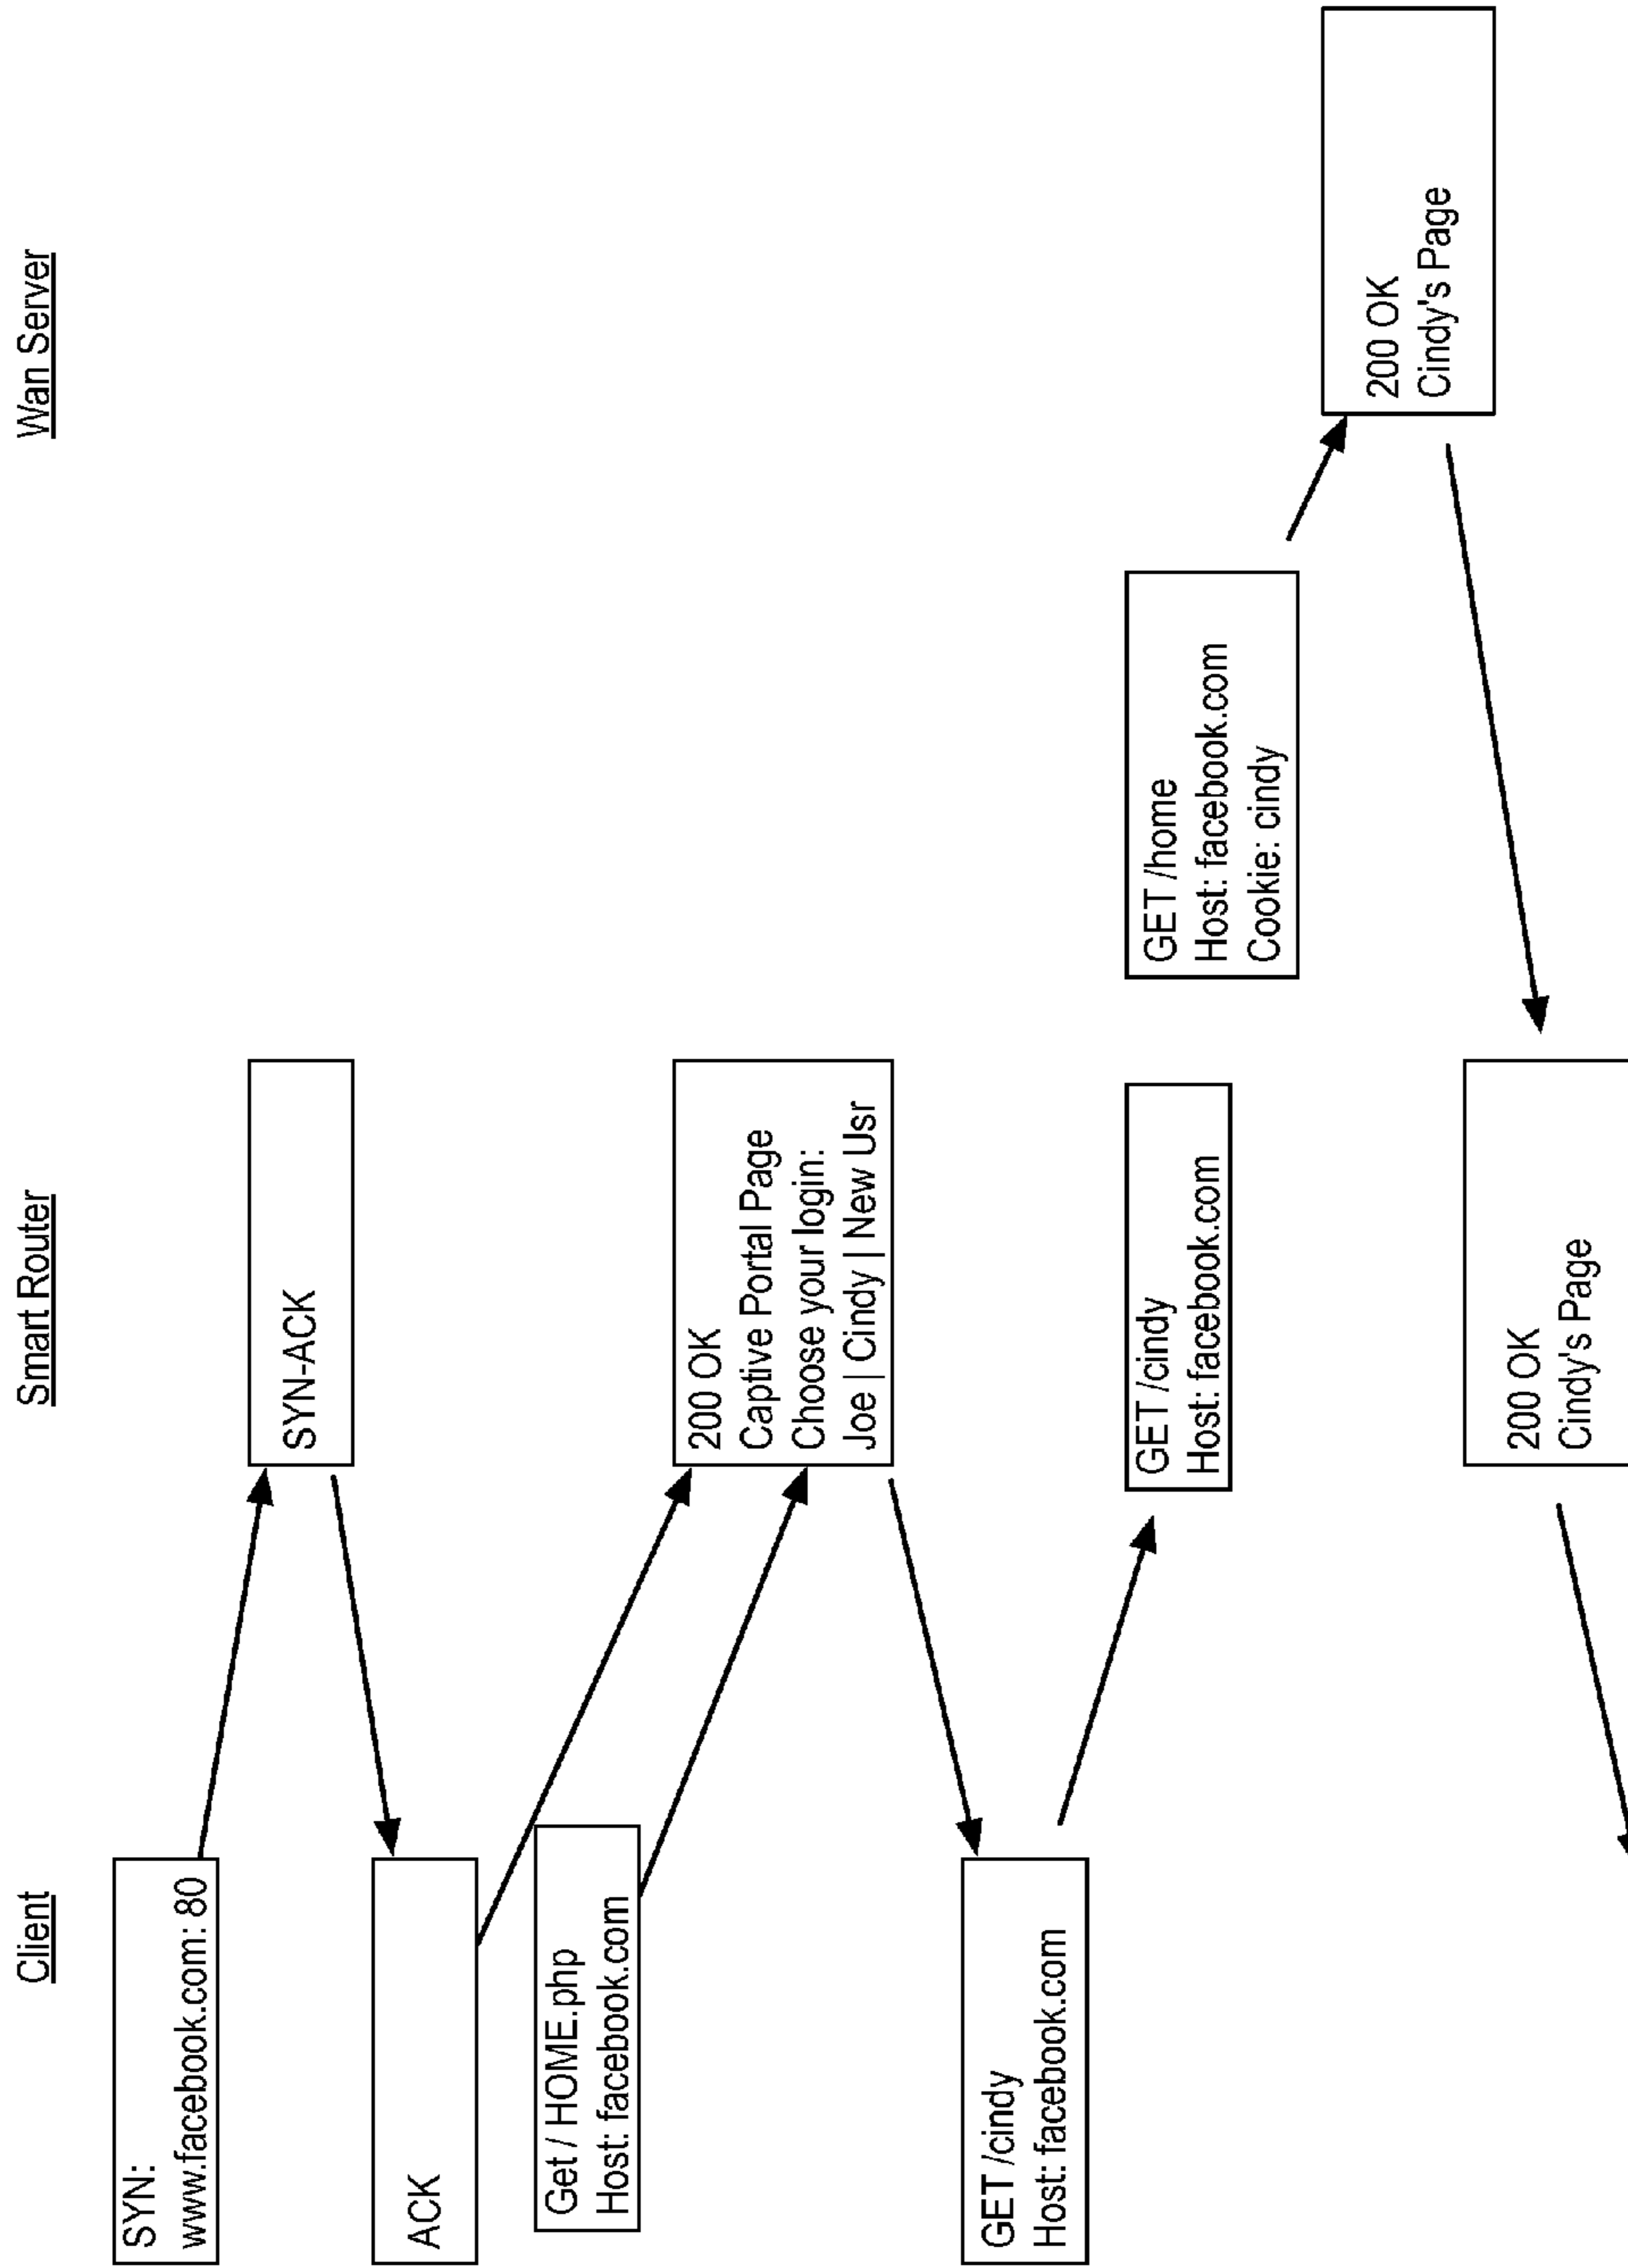 Client
Smart Router
Wan Server
SYN:
www.facebook.com: 80
SYN-ACK
ACK
Get / HOME.php
Host: facebook.com
200 OK
Captive Portal Page
Choose your login:
Joe | Cindy | New Usr
GET /cindy
Host: facebook.com
GET /cindy
Host: facebook.com
GET /home
Host: facebook.com
Cookie: cindy
200 OK
Cindy's Page
200 OK
Cindy's Page